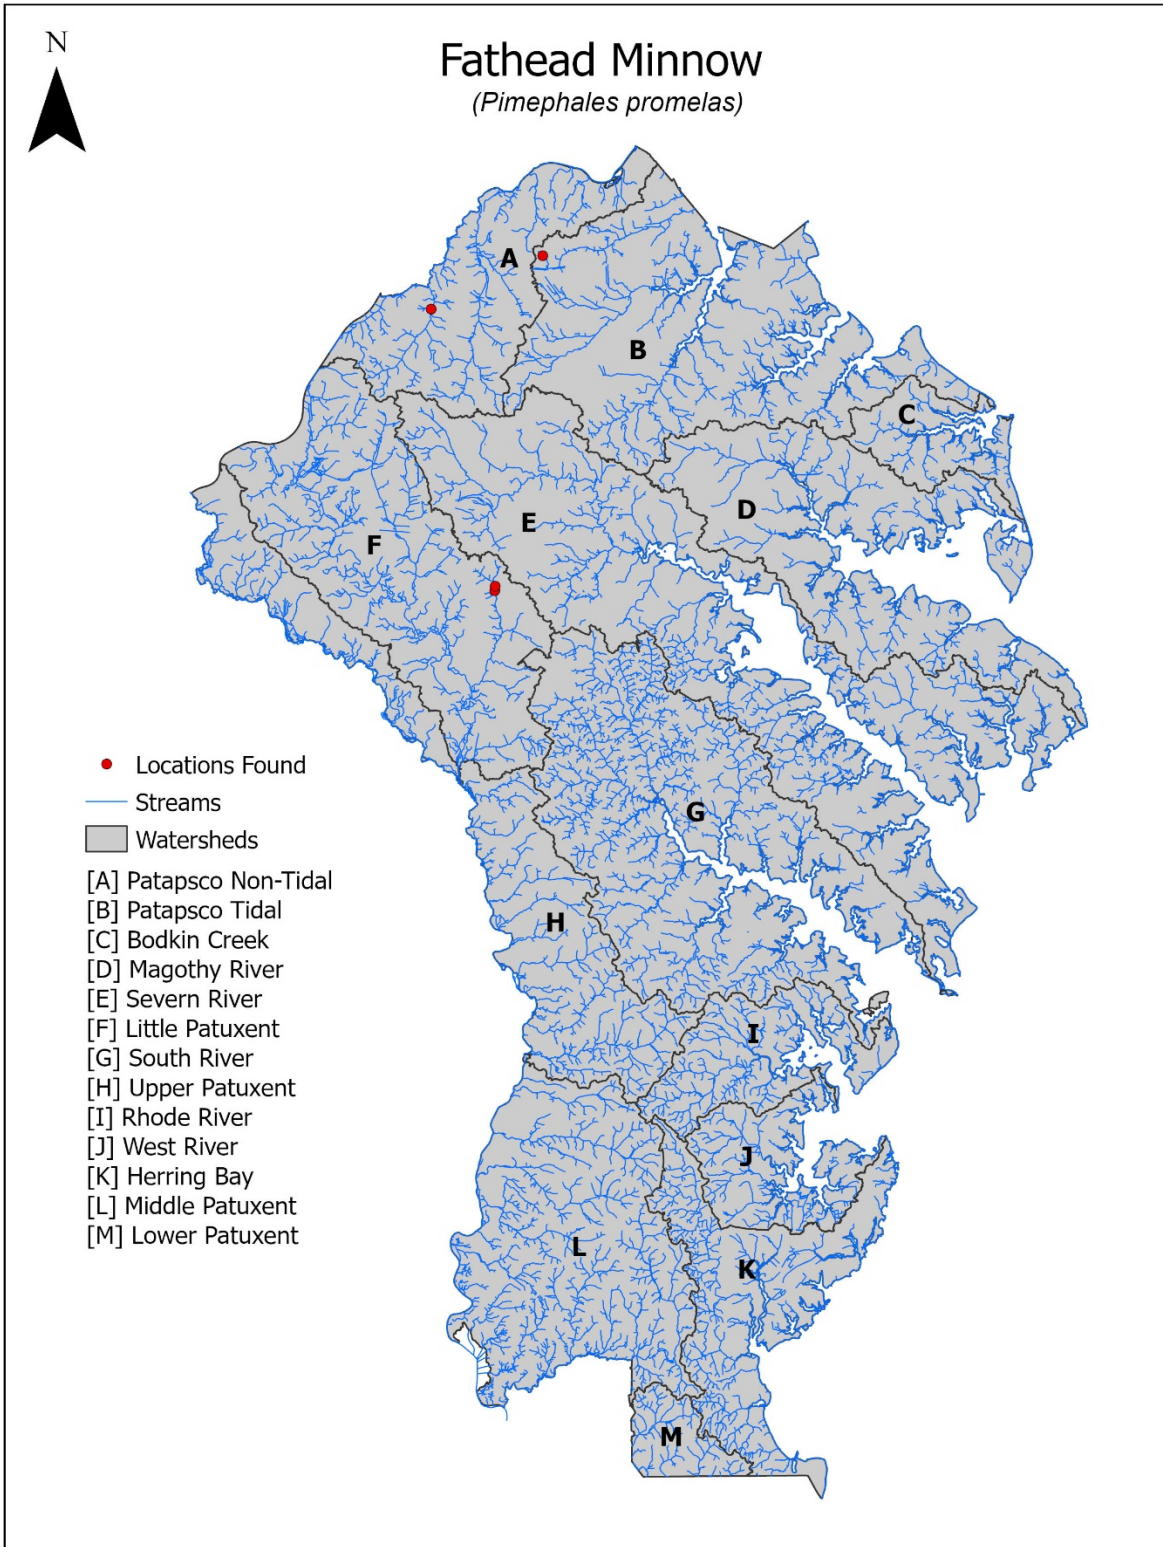 N
Fathead Minnow
(Pimephales promelas)
A
B
C
D
E
F
G
H
I
J
K
L
M
Locations Found
Streams
Watersheds
[A] Patapsco Non-Tidal
[B] Patapsco Tidal
[C] Bodkin Creek
[D] Magothy River
[E] Severn River
[F] Little Patuxent
[G] South River
[H] Upper Patuxent
[I] Rhode River
[J] West River
[K] Herring Bay
[L] Middle Patuxent
[M] Lower Patuxent